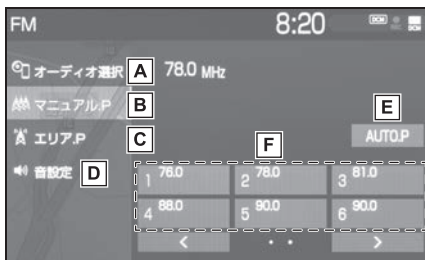 FM 8:20 DCM
オーディオ選択 A 78.0 MHz
マニュアル.P B
E
エリア.P C
AUTO.P
F
音設定 D
1 76.0 2 78.0 3 81.0
4 88.0 5 90.0 6 90.0
< • • >